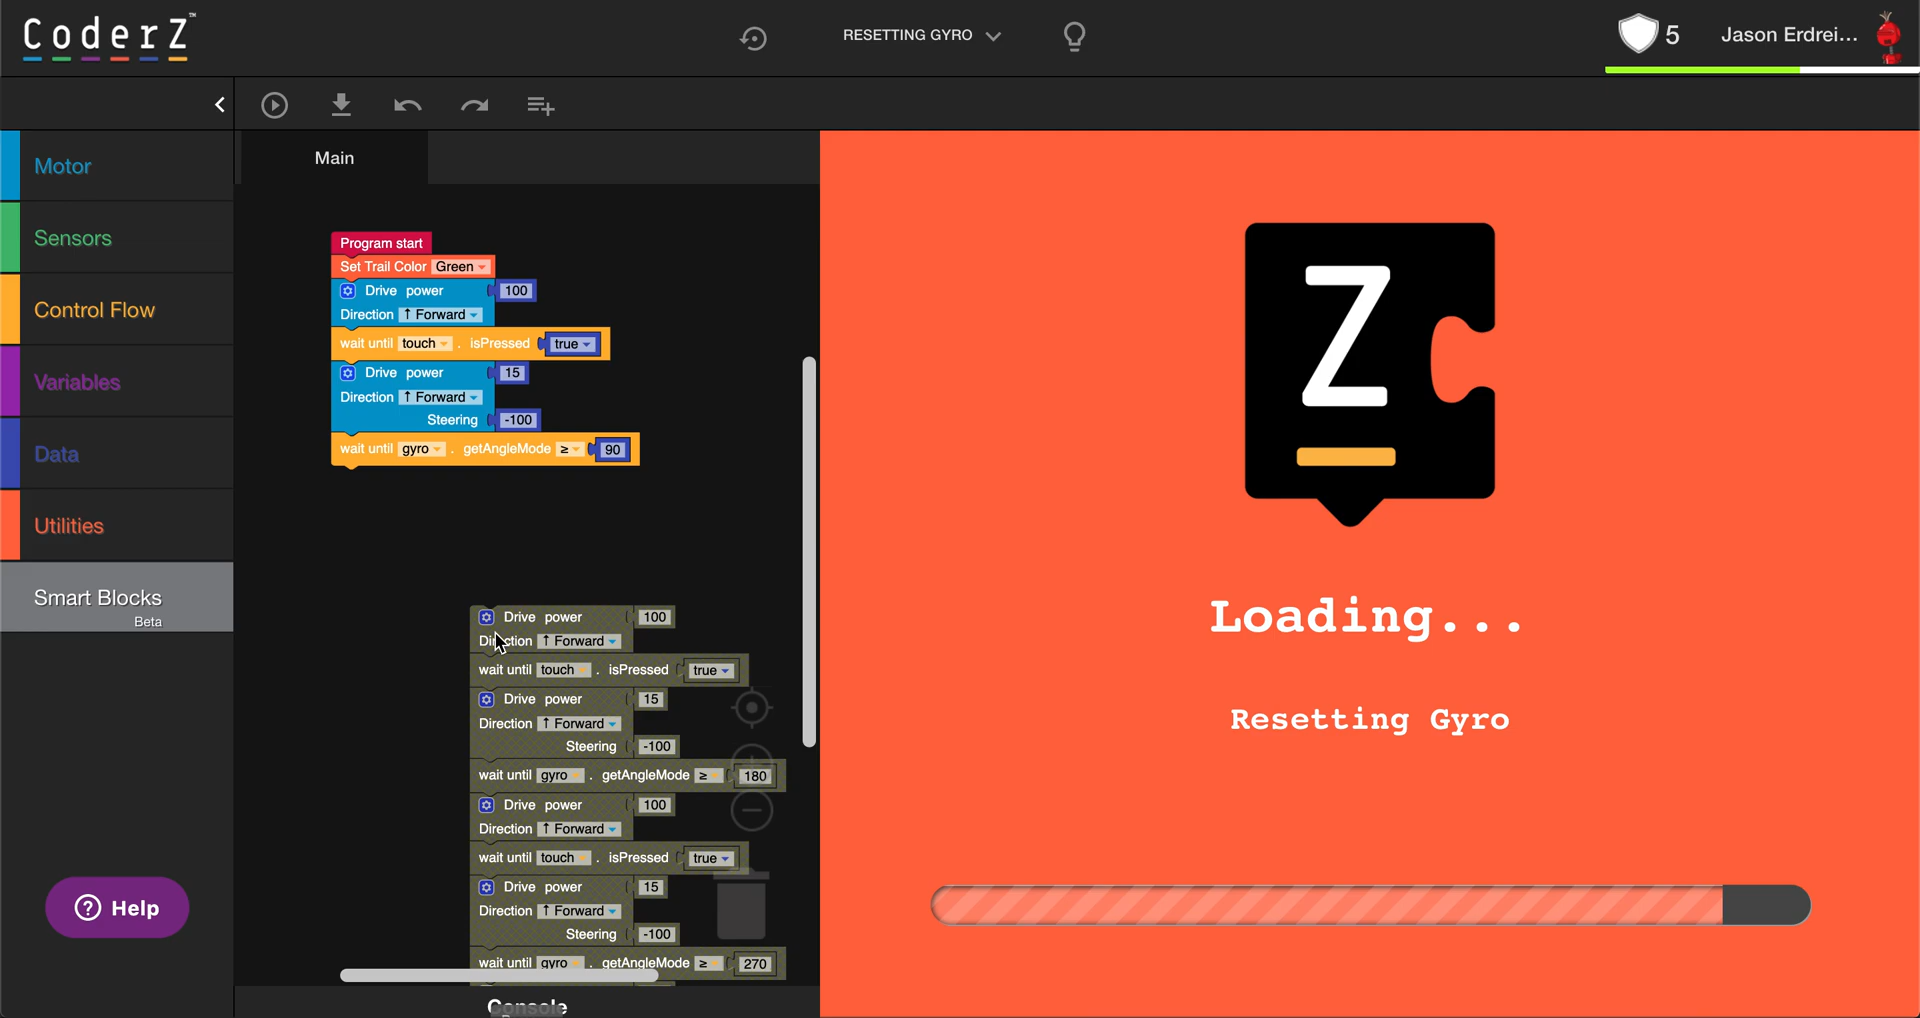 CoderZ™
RESETTING GYRO
5
Jason Erdrei...
Main
Motor
Sensors
Control Flow
Variables
Data
Utilities
Smart Blocks
Beta
Help
Program start
Set Trail Color Green
Drive power 100
Direction ↑ Forward
wait until touch . isPressed true
Drive power 15
Direction ↑ Forward
Steering -100
wait until gyro . getAngleMode ≥ 90
Drive power 100
Direction ↑ Forward
wait until touch . isPressed true
Drive power 15
Direction ↑ Forward
Steering -100
wait until gyro . getAngleMode ≥ 180
Drive power 100
Direction ↑ Forward
wait until touch . isPressed true
Drive power 15
Direction ↑ Forward
Steering -100
wait until gyro . getAngleMode ≥ 270
Console
Z
Loading...
Resetting Gyro